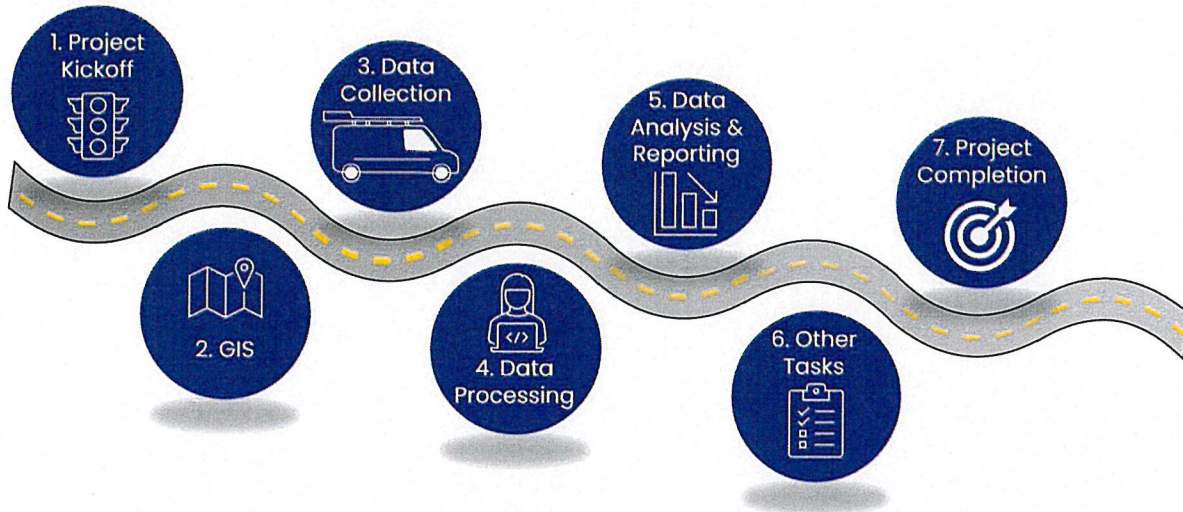 1. Project
Kickoff
2. GIS
3. Data
Collection
</>
4. Data
Processing
5. Data
Analysis &
Reporting
6. Other
Tasks
7. Project
Completion